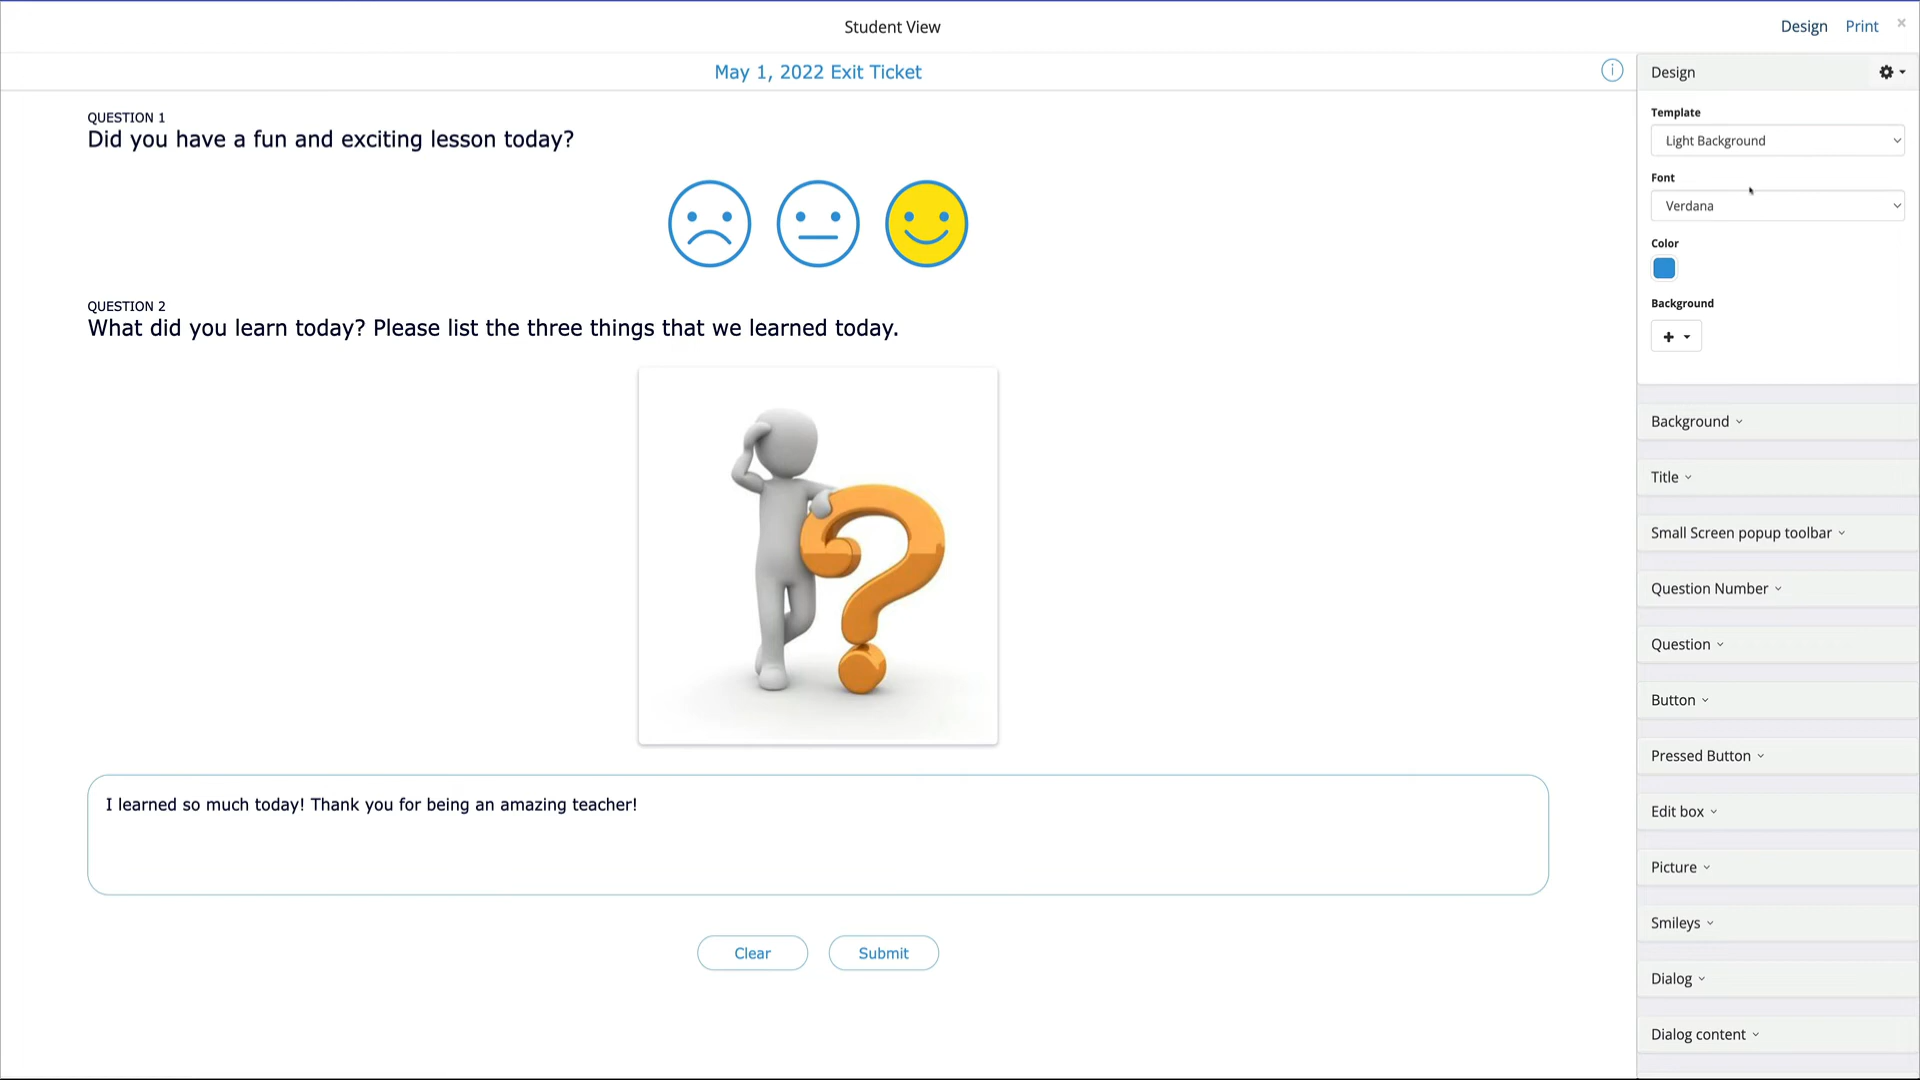 Student View
Design
Print
May 1, 2022 Exit Ticket
QUESTION 1
Did you have a fun and exciting lesson today?
QUESTION 2
What did you learn today? Please list the three things that we learned today.
I learned so much today! Thank you for being an amazing teacher!
Clear
Submit
Design
Template
Light Background
Font
Verdana
Color
Background
Background
Title
Small Screen popup toolbar
Question Number
Question
Button
Pressed Button
Edit box
Picture
Smileys
Dialog
Dialog content